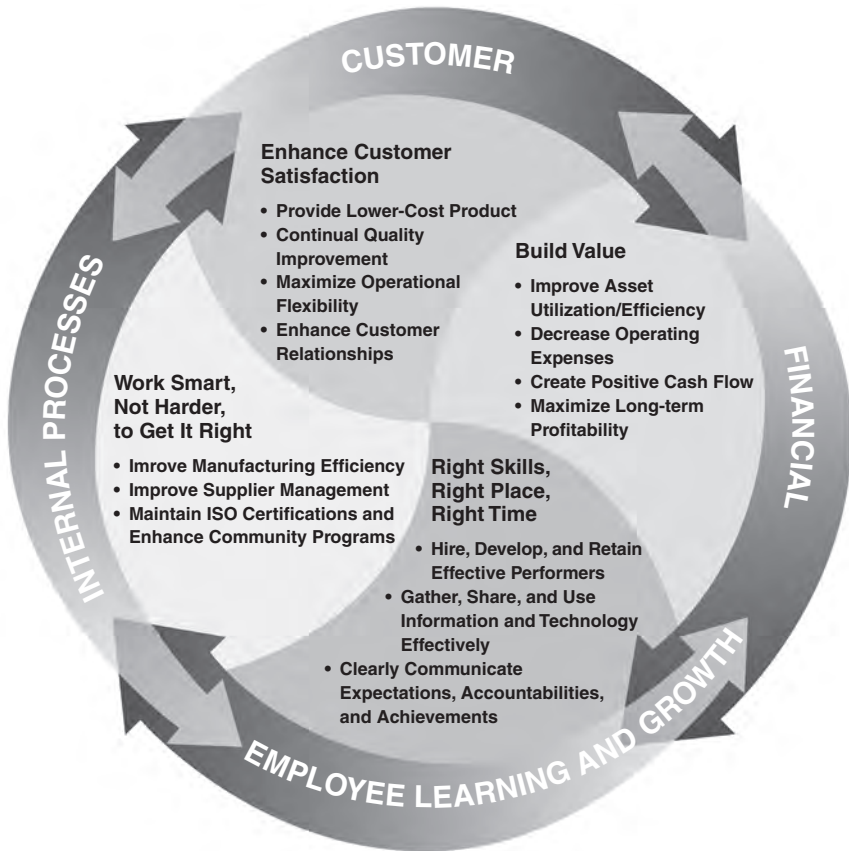 CUSTOMER
Enhance Customer
Satisfaction
• Provide Lower-Cost Product
• Continual Quality
Improvement
• Maximize Operational
Flexibility
• Enhance Customer
Relationships
FINANCIAL
Build Value
• Improve Asset
Utilization/Efficiency
• Decrease Operating
Expenses
• Create Positive Cash Flow
• Maximize Long-term
Profitability
INTERNAL PROCESSES
Work Smart,
Not Harder,
to Get It Right
• Imrove Manufacturing Efficiency
• Improve Supplier Management
• Maintain ISO Certifications and
Enhance Community Programs
Right Skills,
Right Place,
Right Time
• Hire, Develop, and Retain
Effective Performers
• Gather, Share, and Use
Information and Technology
Effectively
• Clearly Communicate
Expectations, Accountabilities,
and Achievements
EMPLOYEE LEARNING AND GROWTH